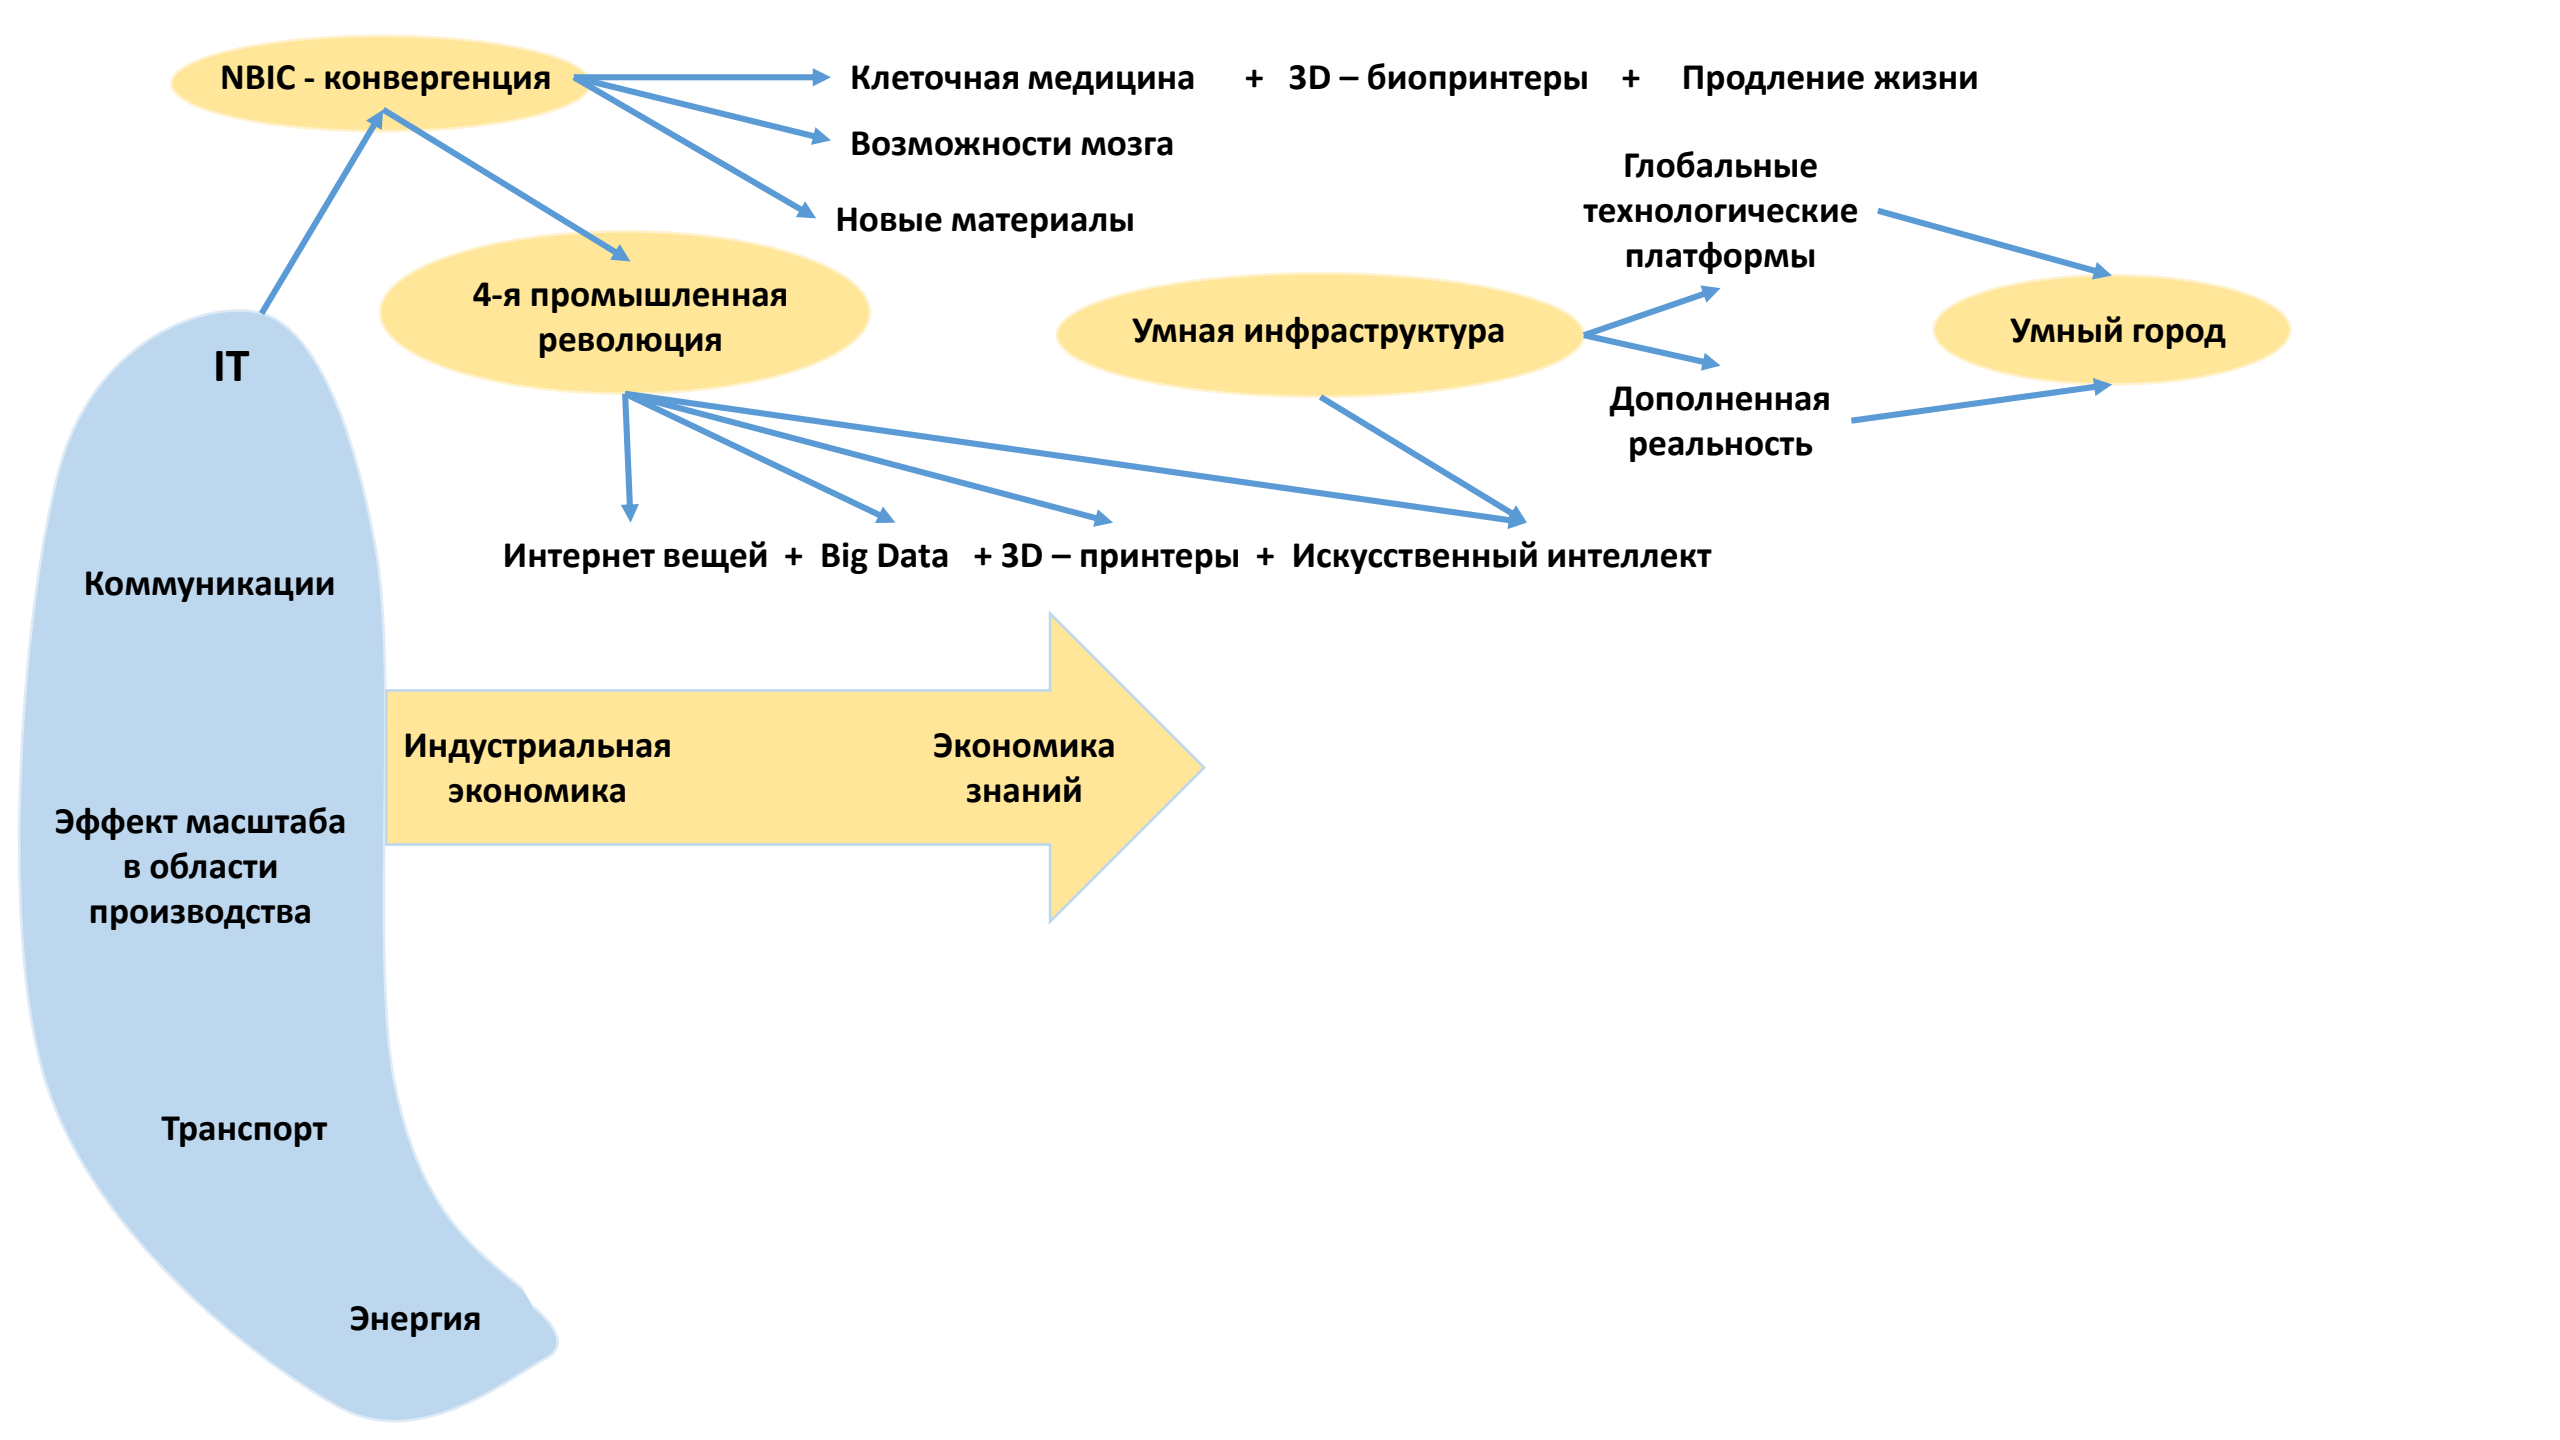 NBIC - конвергенция
Клеточная медицина + 3D – биопринтеры + Продление жизни
Возможности мозга
Новые материалы
Глобальные
технологические
платформы
4-я промышленная
революция
Умная инфраструктура
Умный город
Дополненная
реальность
IT
Интернет вещей + Big Data + 3D – принтеры + Искусственный интеллект
Коммуникации
Индустриальная
экономика
Экономика
знаний
Эффект масштаба
в области
производства
Транспорт
Энергия